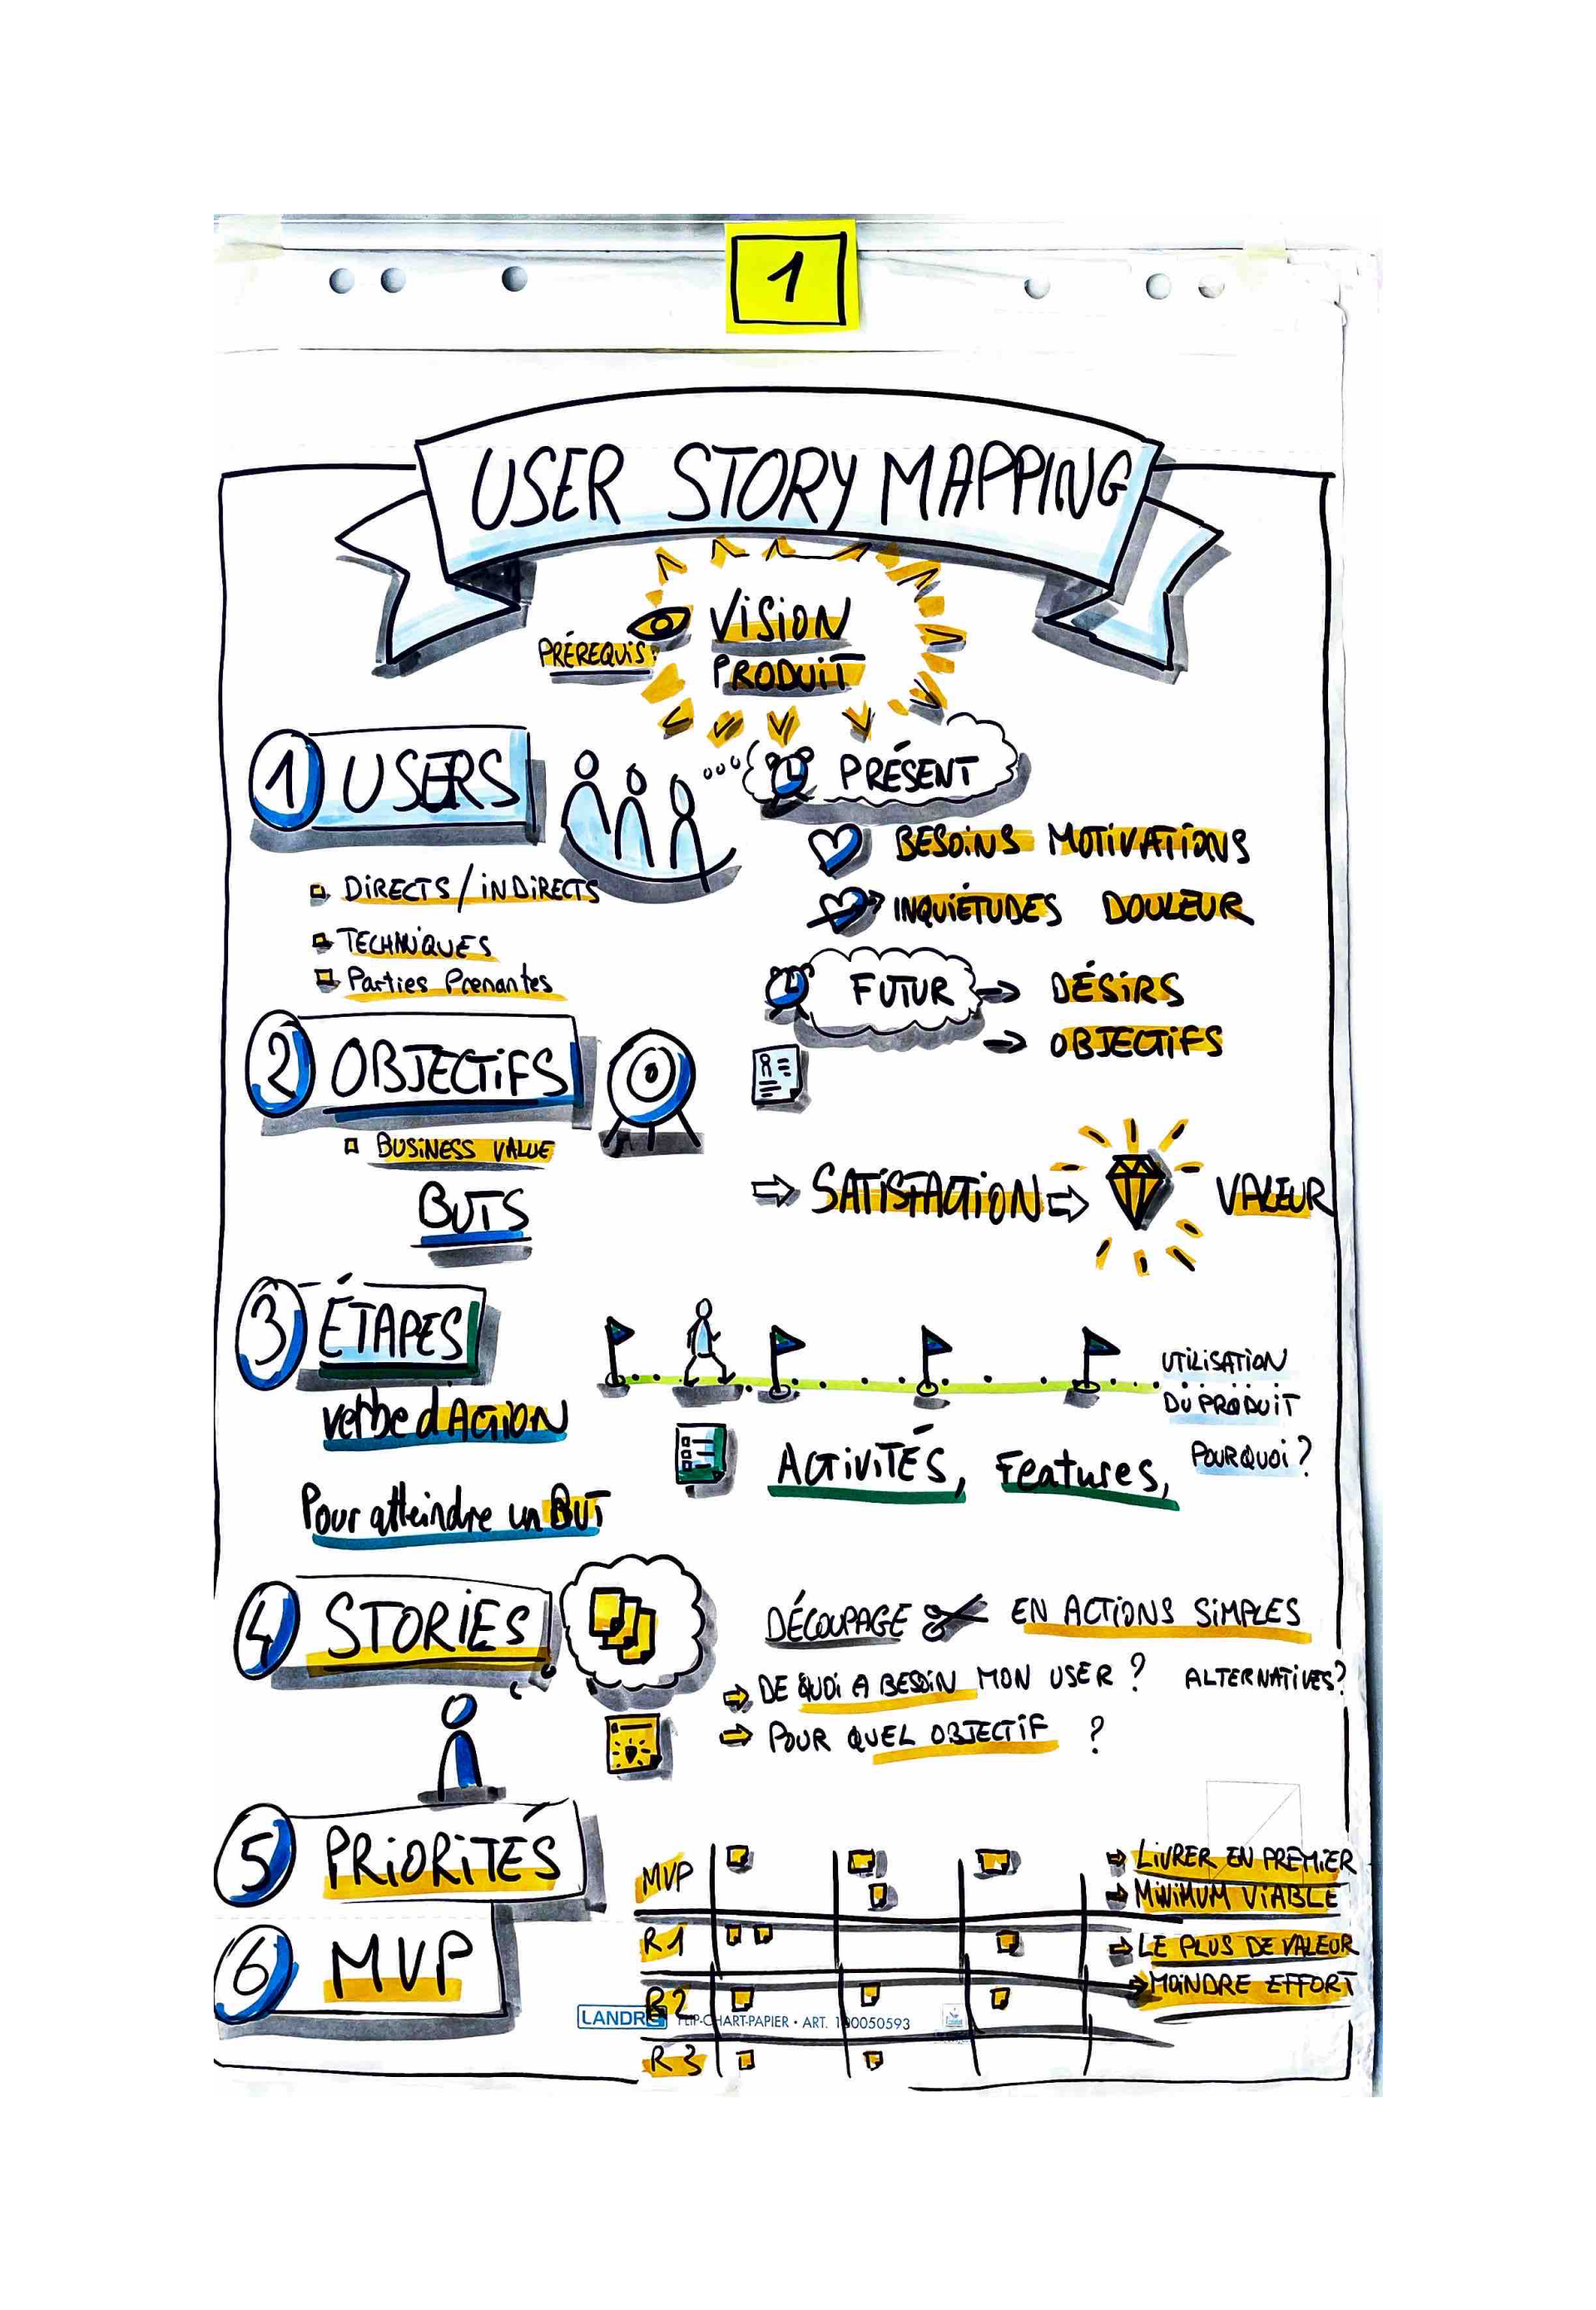 1
USER STORY MAPPING
PRÉREQUIS:
VISION
PRODUIT
1 USERS
DIRECTS / INDIRECTS
TECHNIQUES
Parties Prenantes
PRÉSENT
BESOINS MOTIVATIONS
INQUIÉTUDES DOULEUR
FUTUR → DÉSIRS
→ OBJECTIFS
2 OBJECTIFS
BUSINESS VALUE
BUTS
⇒ SATISFACTION ⇒ VALEUR
3 ÉTAPES
verbe d'ACTION
Pour atteindre un BUT
UTILISATION
DU PRODUIT
POURQUOI ?
ACTIVITÉS, Features,
4 STORIES
DÉCOUPAGE EN ACTIONS SIMPLES
⇒ DE QUOI A BESOIN MON USER ? ALTERNATIVES?
⇒ POUR QUEL OBJECTIF ?
5 PRIORITÉS
6 MVP
MVP
R1
R2
R3
⇒ LIVRER EN PREMIER
⇒ MINIMUM VIABLE
⇒ LE PLUS DE VALEUR
⇒ MOINDRE EFFORT
LANDRÉ FLIP-CHART-PAPIER • ART. 100050593